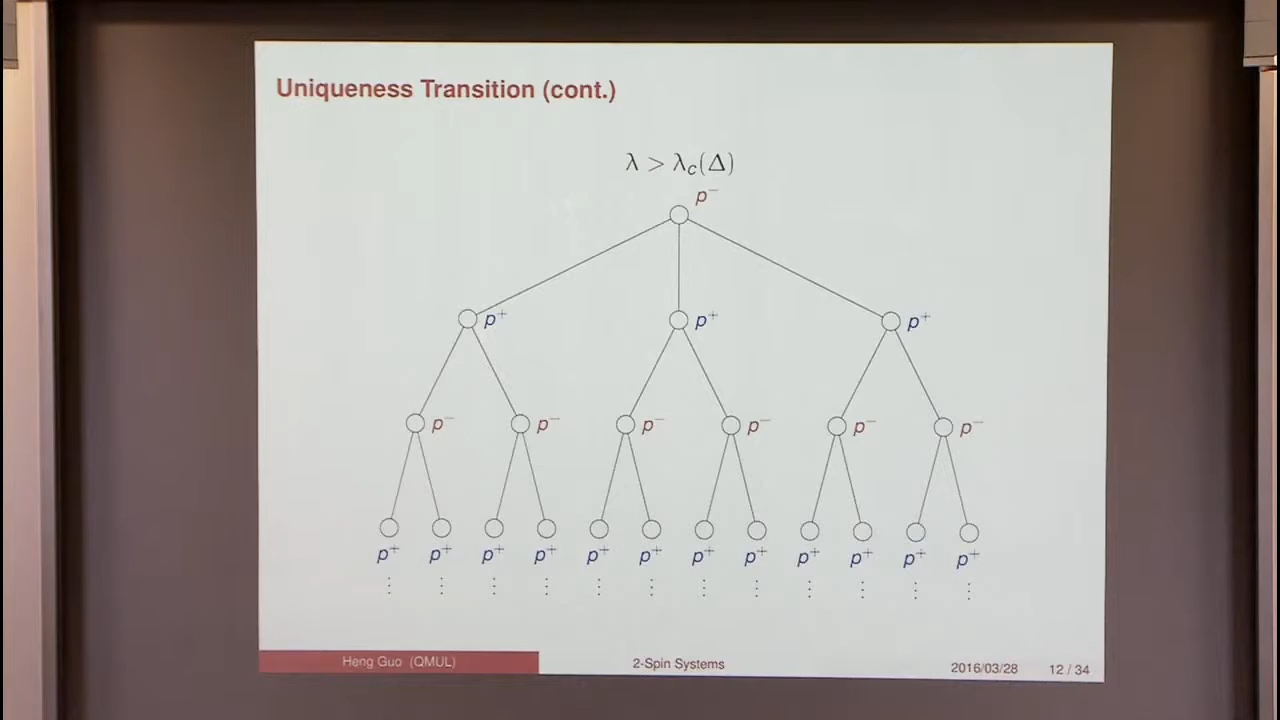 Uniqueness Transition (cont.)
λ > λc(Δ)
p⁻
p⁺ p⁺ p⁺
p⁻ p⁻ p⁻ p⁻ p⁻ p⁻
p⁺ p⁺ p⁺ p⁺ p⁺ p⁺ p⁺ p⁺ p⁺ p⁺ p⁺ p⁺
⋮ ⋮ ⋮ ⋮ ⋮ ⋮ ⋮ ⋮ ⋮ ⋮ ⋮ ⋮
Heng Guo (QMUL) 2-Spin Systems 2016/03/28 12 / 34